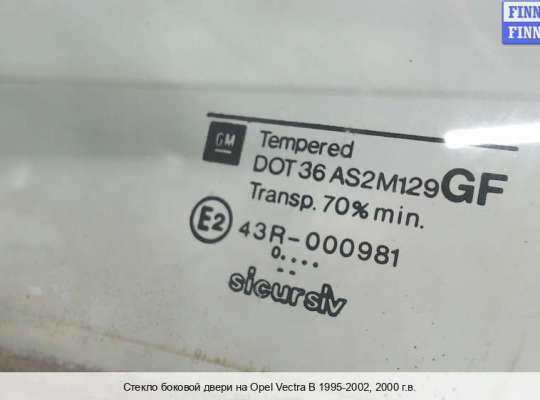 FINN
FINN
GM
Tempered
DOT 36 AS2M129 GF
Transp. 70% min.
E2 43R-000981
0....
--
sicursiv
Стекло боковой двери на Opel Vectra B 1995-2002, 2000 г.в.